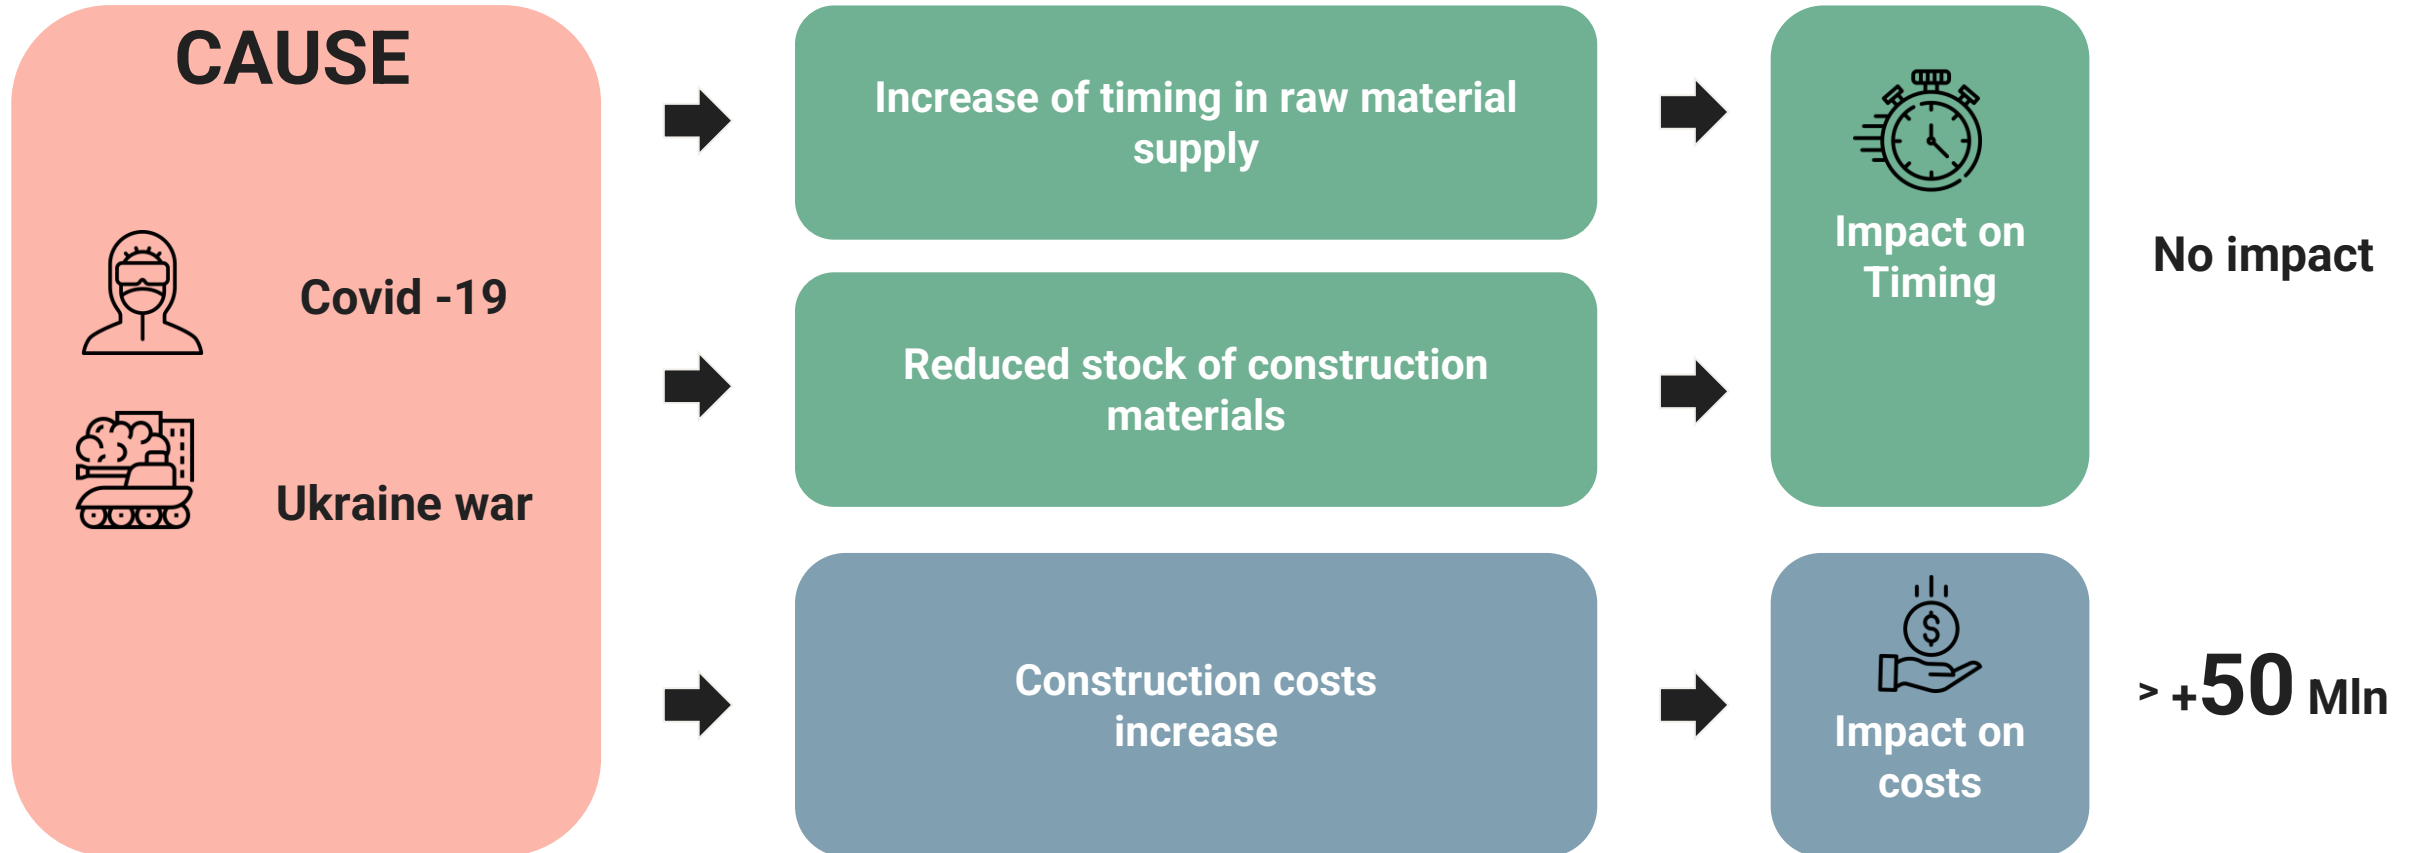 CAUSE
Covid -19
Ukraine war
Increase of timing in raw material
supply
Reduced stock of construction
materials
Construction costs
increase
Impact on
Timing
No impact
$
Impact on
costs
> +50 Mln